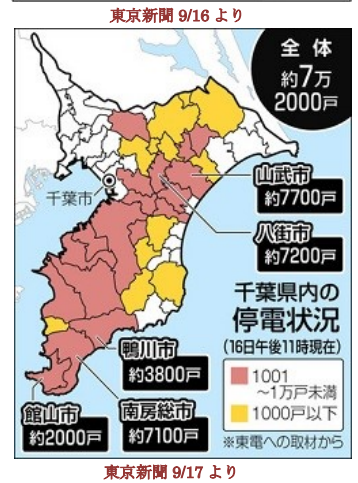 東京新聞 9/16 より
全体
約7万
2000戸
千葉市
山武市
約7700戸
八街市
約7200戸
千葉県内の
停電状況
(16日午後11時現在)
1001
~1万戸未満
1000戸以下
※東電への取材から
鴨川市
約3800戸
館山市
約2000戸
南房総市
約7100戸
東京新聞 9/17 より